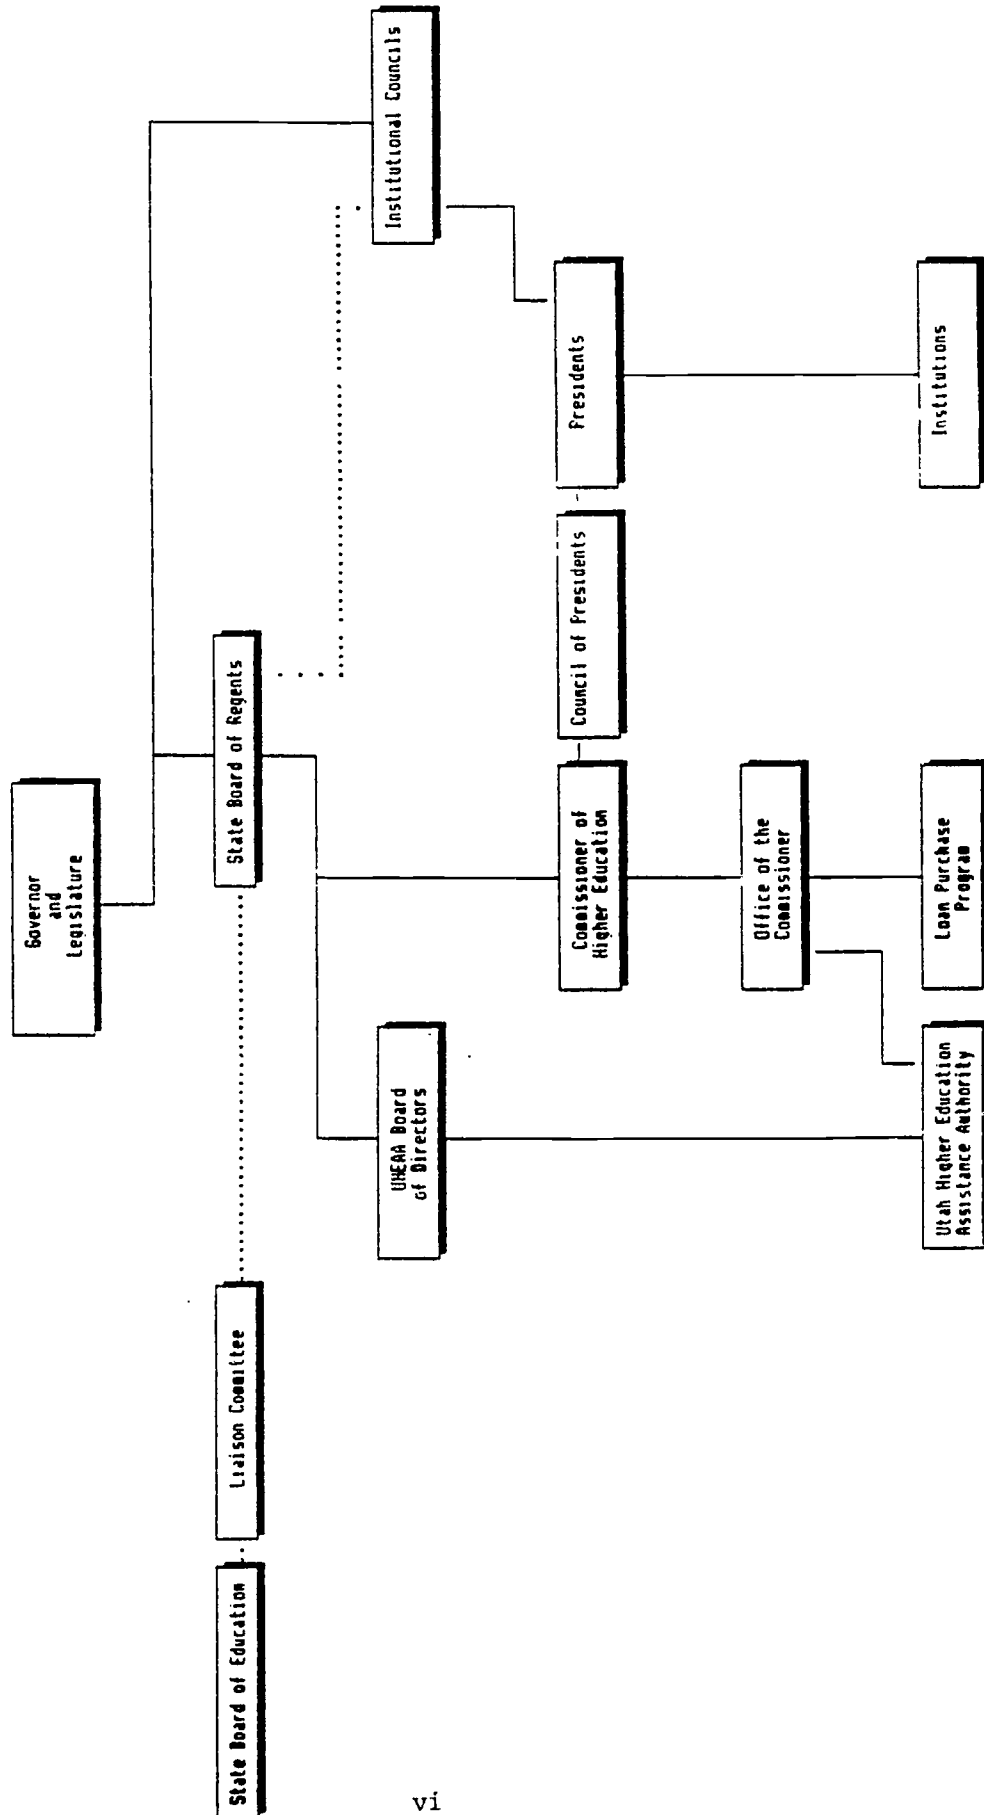 Governor
and
Legislature
State Board of Education
Liaison Committee
State Board of Regents
UHEAA Board
of Directors
Institutional Councils
Commissioner of
Higher Education
Council of Presidents
Presidents
Office of the
Commissioner
Utah Higher Education
Assistance Authority
Loan Purchase
Program
Institutions
vi